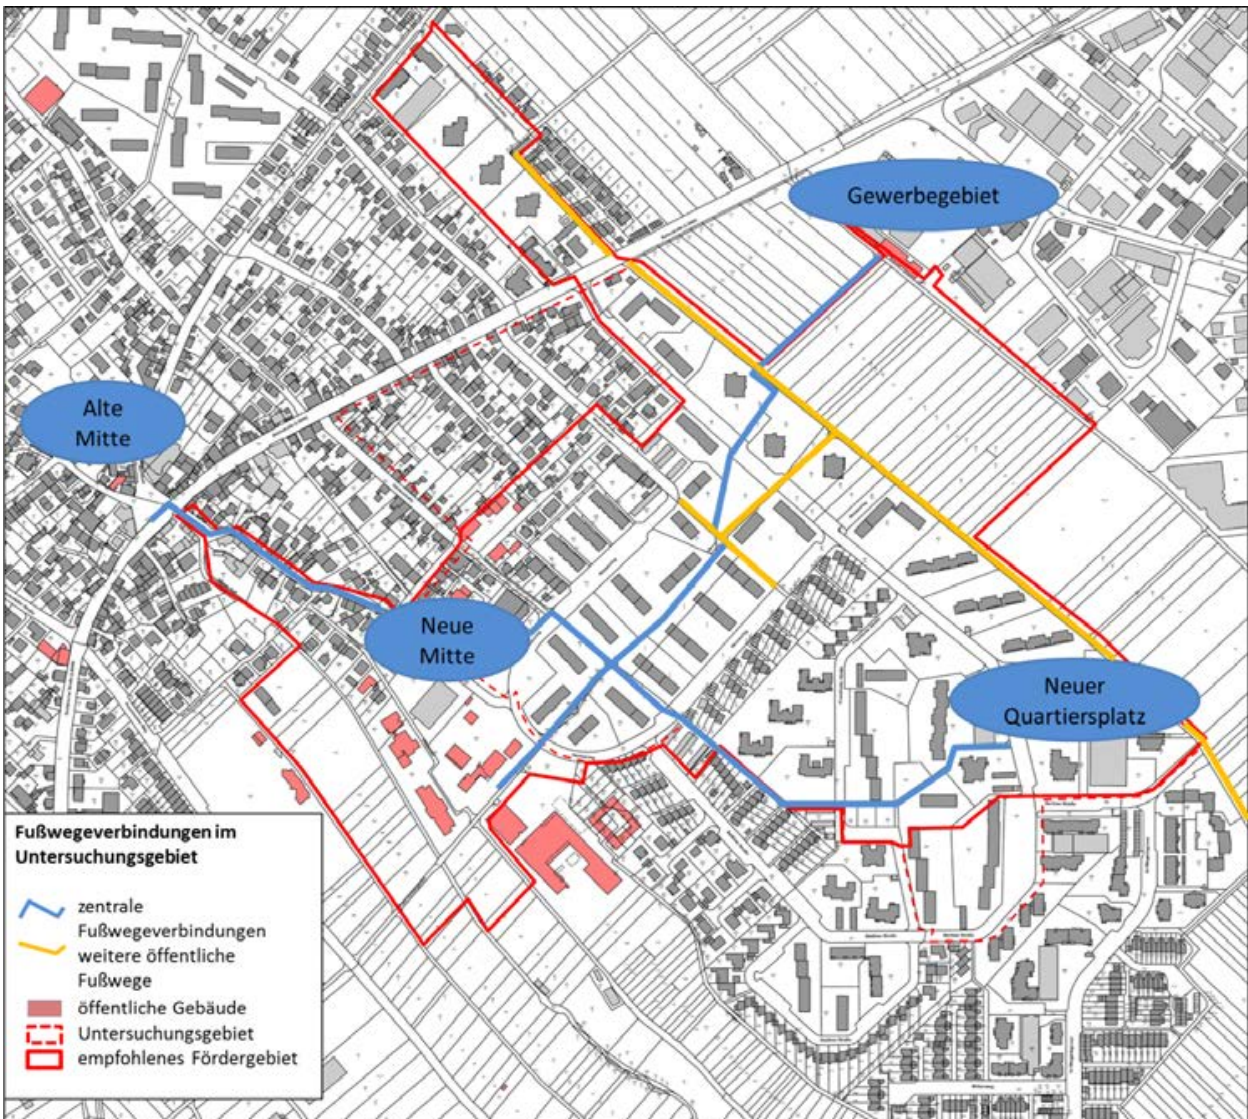 Gewerbegebiet
Alte
Mitte
Neue
Mitte
Neuer
Quartiersplatz
Fußwegeverbindungen im
Untersuchungsgebiet
zentrale
Fußwegeverbindungen
weitere öffentliche
Fußwege
öffentliche Gebäude
Untersuchungsgebiet
empfohlenes Fördergebiet